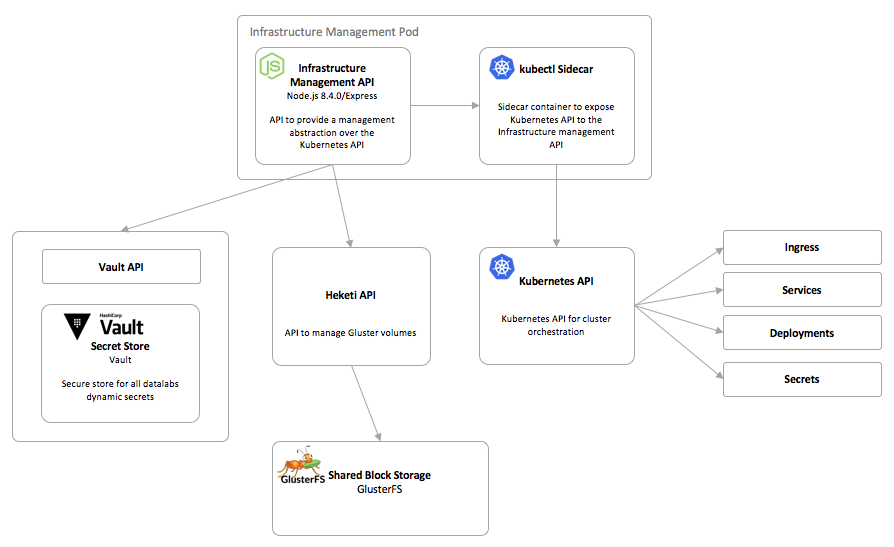 Infrastructure Management Pod
JS
Infrastructure
Management API
Node.js 8.4.0/Express
API to provide a management
abstraction over the
Kubernetes API
kubectl Sidecar
Sidecar container to expose
Kubernetes API to the
Infrastructure management
API
Vault API
HashiCorp
Vault
Secret Store
Vault
Secure store for all datalabs
dynamic secrets
Heketi API
API to manage Gluster volumes
Kubernetes API
Kubernetes API for cluster
orchestration
Ingress
Services
Deployments
Secrets
GlusterFS
Shared Block Storage
GlusterFS